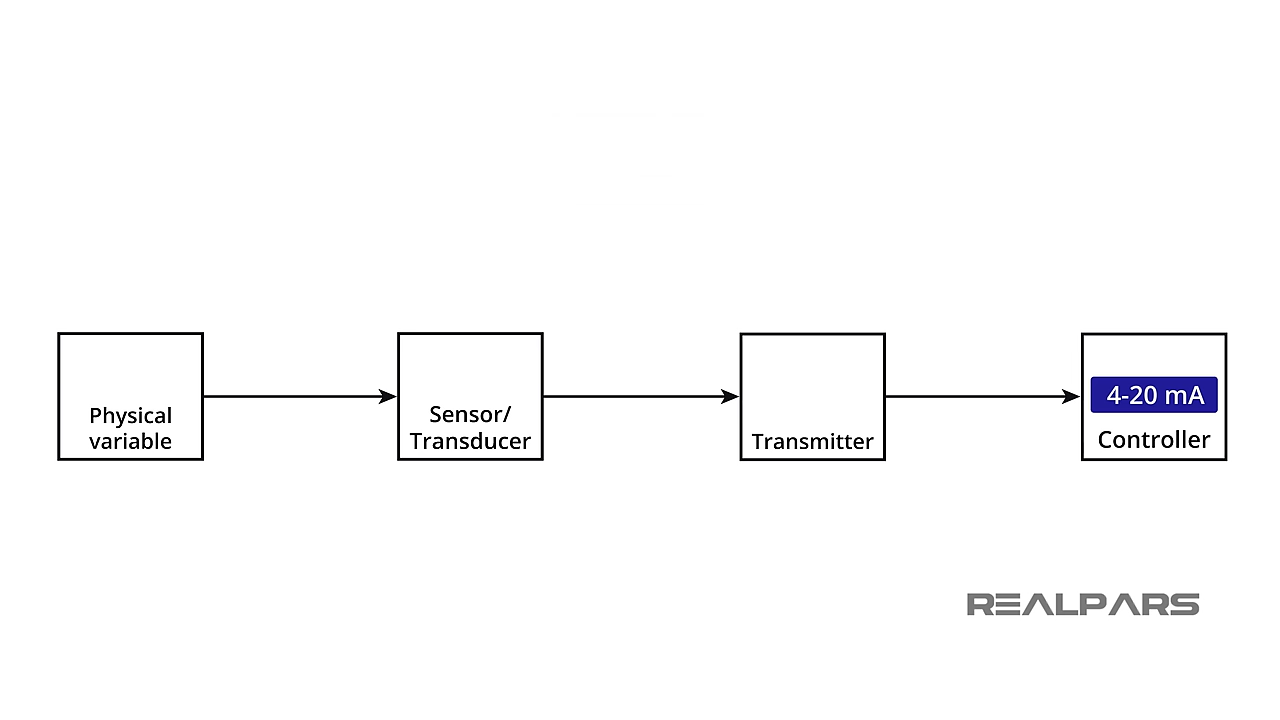 Physical
variable
Sensor/
Transducer
Transmitter
4-20 mA
Controller
REALPARS